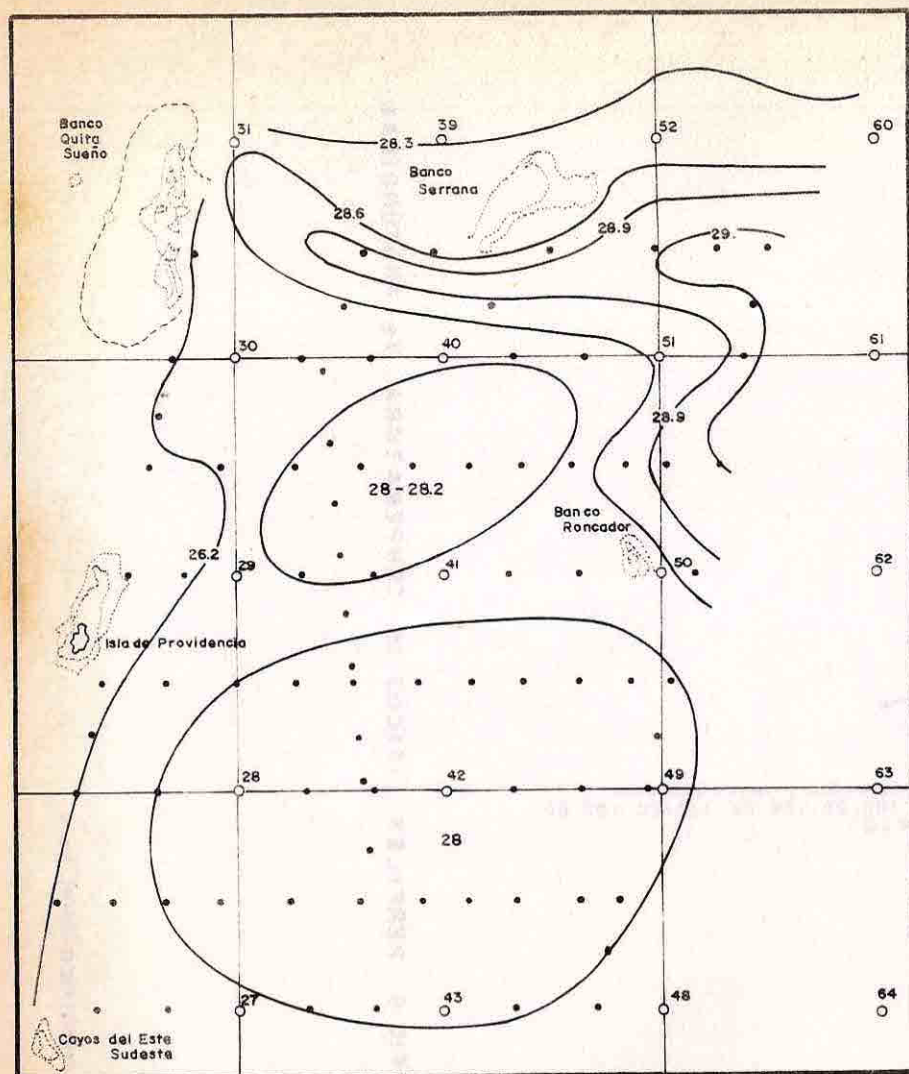 Banco
Quita
Sueño
31
39
52
60
28.3
Banco
Serrana
28.6
28.9
29.
30
40
51
61
28.9
28 - 28.2
Banco
Roncador
26.2
29
41
50
62
Isla de Providencia
28
42
49
63
28
27
43
48
64
Cayos del Este
Sudeste